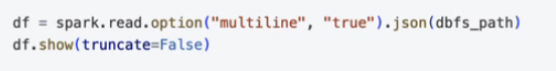 df = spark.read.option("multiline", "true").json(dbfs_path)
df.show(truncate=False)